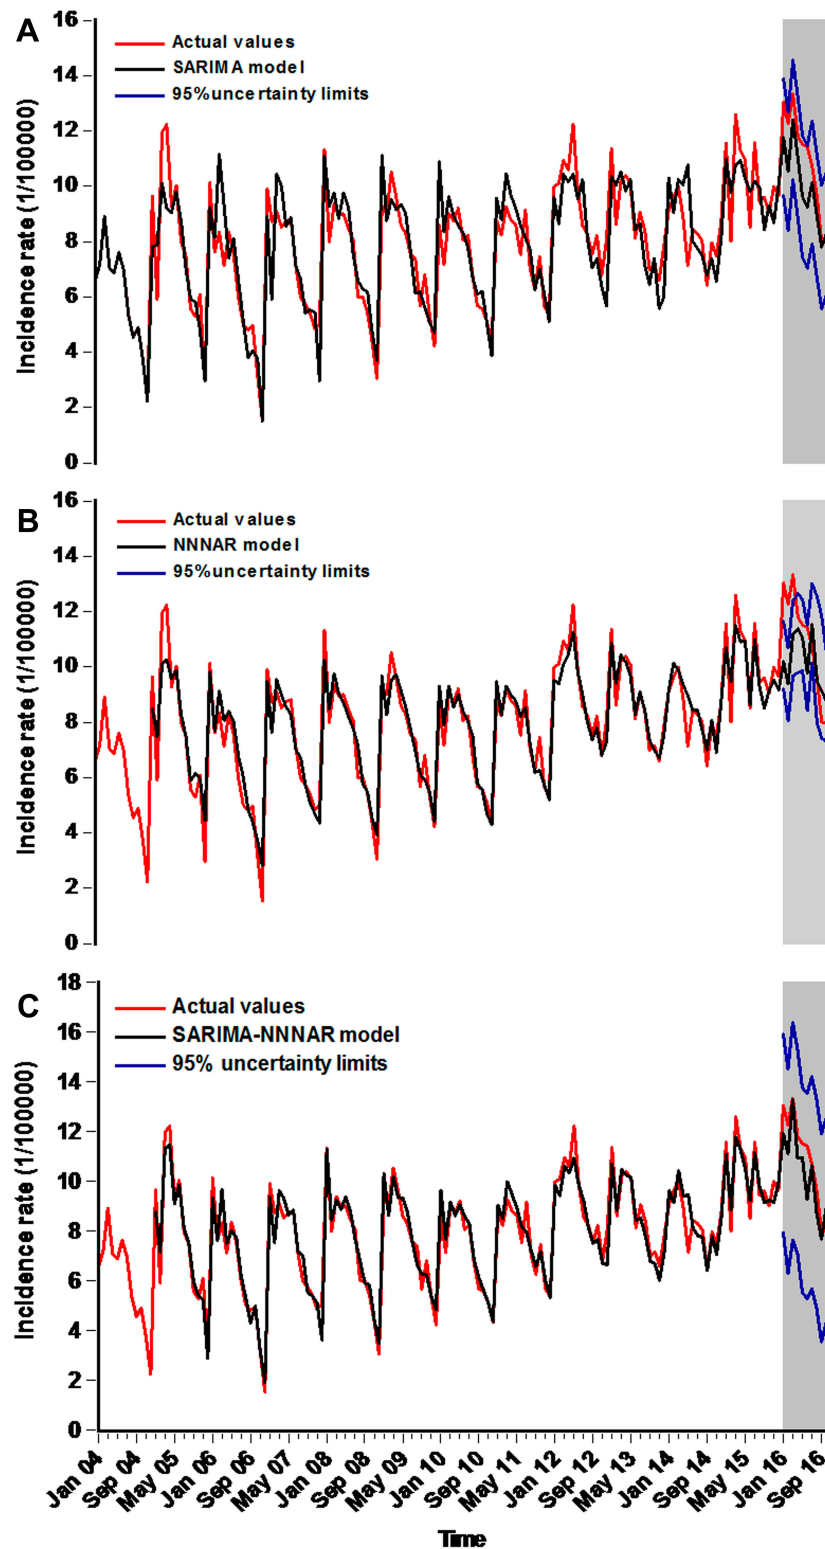 A
16
14
12
10
8
6
4
2
0
Incidence rate (1/100000)
Actual values
SARIMA model
95%uncertainty limits
B
16
14
12
10
8
6
4
2
0
Incidence rate (1/100000)
Actual values
NNNAR model
95%uncertainty limits
C
18
16
14
12
10
8
6
4
2
0
Incidence rate (1/100000)
Actual values
SARIMA-NNNAR model
95% uncertainty limits
Jan 04
Sep 04
May 05
Jan 06
Sep 06
May 07
Jan 08
Sep 08
May 09
Jan 10
Sep 10
May 11
Jan 12
Sep 12
May 13
Jan 14
Sep 14
May 15
Jan 16
Sep 16
Time